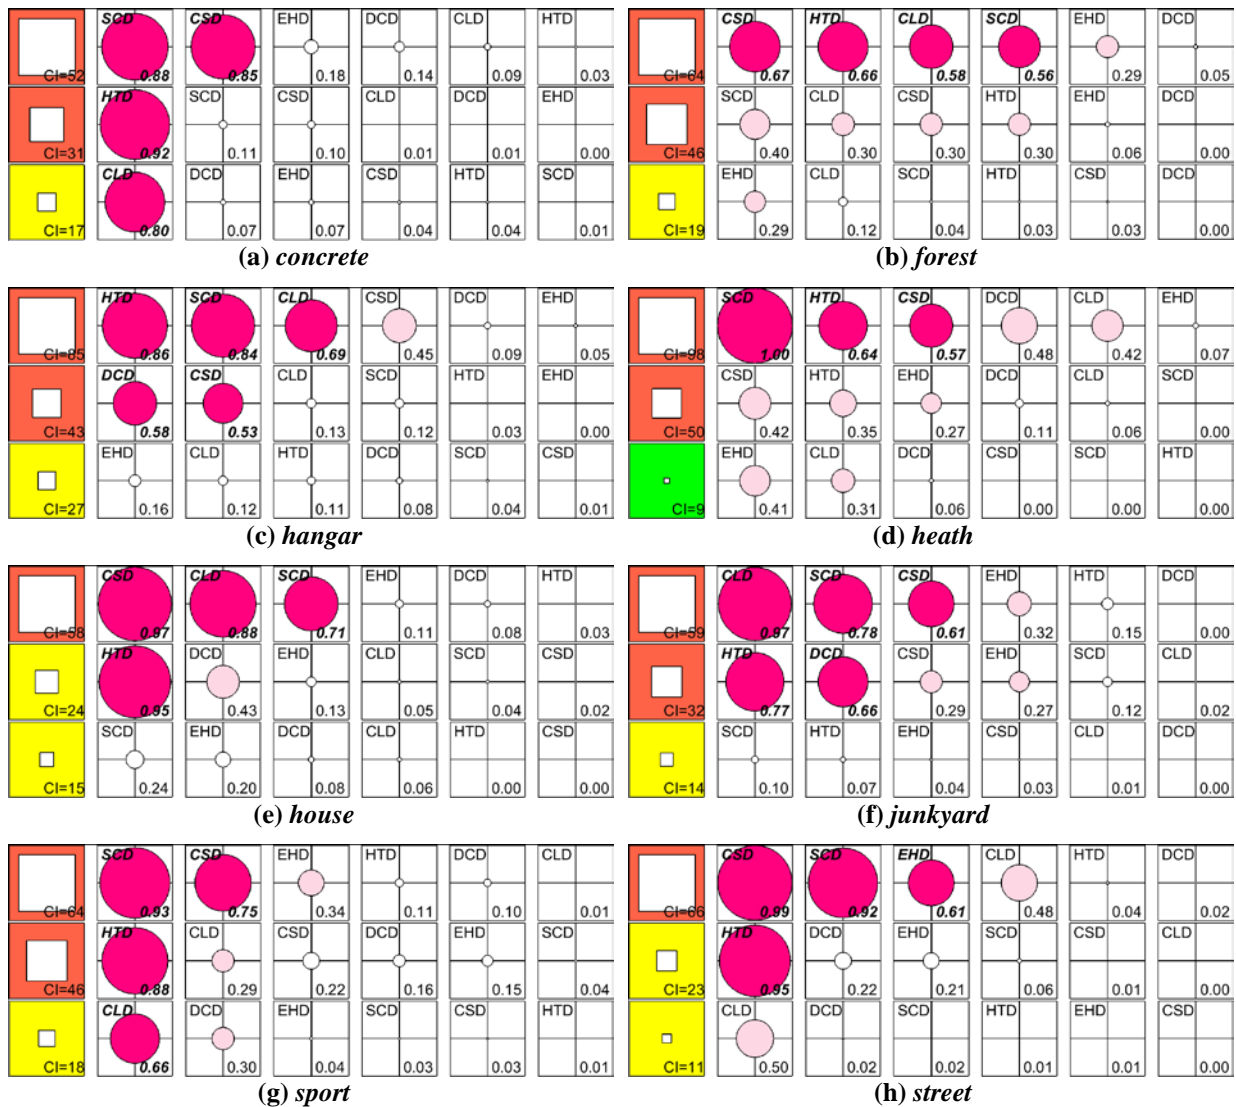 SCD CSD EHD DCD CLD HTD
CI=52 0.88 0.85 0.18 0.14 0.09 0.03
HTD SCD CSD CLD DCD EHD
CI=31 0.92 0.11 0.10 0.01 0.01 0.00
CLD DCD EHD CSD HTD SCD
CI=17 0.80 0.07 0.07 0.04 0.04 0.01
(a) concrete
CSD HTD CLD SCD EHD DCD
CI=64 0.67 0.66 0.58 0.56 0.29 0.05
SCD CLD CSD HTD EHD DCD
CI=46 0.40 0.30 0.30 0.30 0.06 0.00
EHD CLD SCD HTD CSD DCD
CI=19 0.29 0.12 0.04 0.03 0.03 0.00
(b) forest
HTD SCD CLD CSD DCD EHD
CI=85 0.86 0.84 0.69 0.45 0.09 0.05
DCD CSD CLD SCD HTD EHD
CI=43 0.58 0.53 0.13 0.12 0.03 0.00
EHD CLD HTD DCD SCD CSD
CI=27 0.16 0.12 0.11 0.08 0.04 0.01
(c) hangar
SCD HTD CSD DCD CLD EHD
CI=98 1.00 0.64 0.57 0.48 0.42 0.07
CSD HTD EHD DCD CLD SCD
CI=50 0.42 0.35 0.27 0.11 0.06 0.00
EHD CLD DCD CSD SCD HTD
CI=9 0.41 0.31 0.06 0.00 0.00 0.00
(d) heath
CSD CLD SCD EHD DCD HTD
CI=58 0.97 0.88 0.71 0.11 0.08 0.03
HTD DCD EHD CLD SCD CSD
CI=24 0.95 0.43 0.13 0.05 0.04 0.02
SCD EHD DCD CLD HTD CSD
CI=15 0.24 0.20 0.08 0.06 0.00 0.00
(e) house
CLD SCD CSD EHD HTD DCD
CI=59 0.97 0.78 0.61 0.32 0.15 0.00
HTD DCD CSD EHD SCD CLD
CI=32 0.77 0.66 0.29 0.27 0.12 0.02
SCD HTD EHD CSD CLD DCD
CI=14 0.10 0.07 0.04 0.03 0.01 0.00
(f) junkyard
SCD CSD EHD HTD DCD CLD
CI=64 0.93 0.75 0.34 0.11 0.10 0.01
HTD CLD CSD DCD EHD SCD
CI=46 0.88 0.29 0.22 0.16 0.15 0.04
CLD DCD EHD SCD CSD HTD
CI=18 0.66 0.30 0.04 0.03 0.03 0.01
(g) sport
CSD SCD EHD CLD HTD DCD
CI=66 0.99 0.92 0.61 0.48 0.04 0.02
HTD DCD EHD SCD CSD CLD
CI=23 0.95 0.22 0.21 0.06 0.01 0.00
CLD DCD SCD HTD EHD CSD
CI=11 0.50 0.02 0.02 0.01 0.01 0.00
(h) street